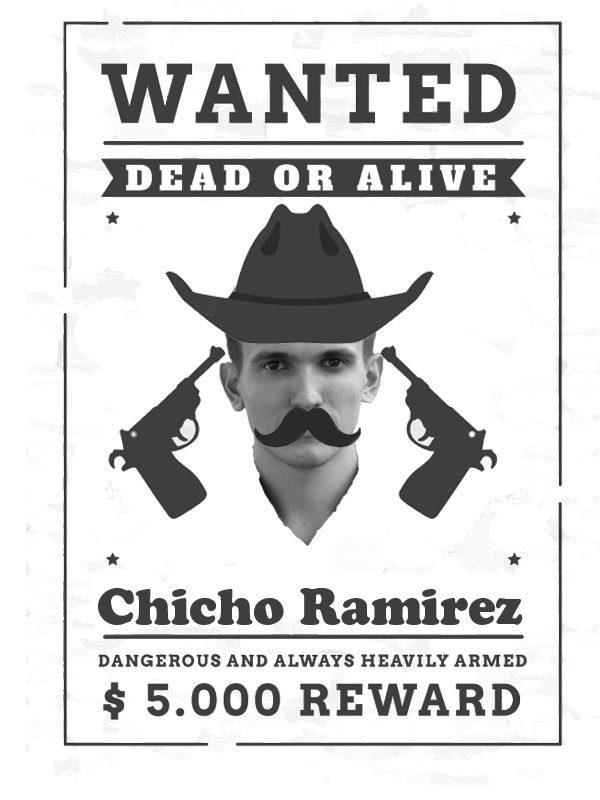 WANTED
DEAD OR ALIVE
Chicho Ramirez
DANGEROUS AND ALWAYS HEAVILY ARMED
$ 5.000 REWARD